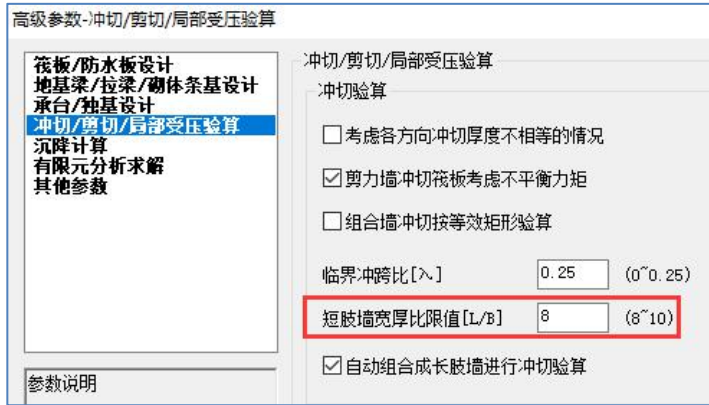 高级参数-冲切/剪切/局部受压验算
筏板/防水板设计
地基梁/拉梁/砌体条基设计
承台/独基设计
冲切/剪切/局部受压验算
沉降计算
有限元分析求解
其他参数
参数说明
冲切/剪切/局部受压验算
冲切验算
考虑各方向冲切厚度不相等的情况
剪力墙冲切筏板考虑不平衡力矩
组合墙冲切按等效矩形验算
临界冲跨比[λ] 0.25 (0~0.25)
短肢墙宽厚比限值[L/B] 8 (8~10)
自动组合成长肢墙进行冲切验算